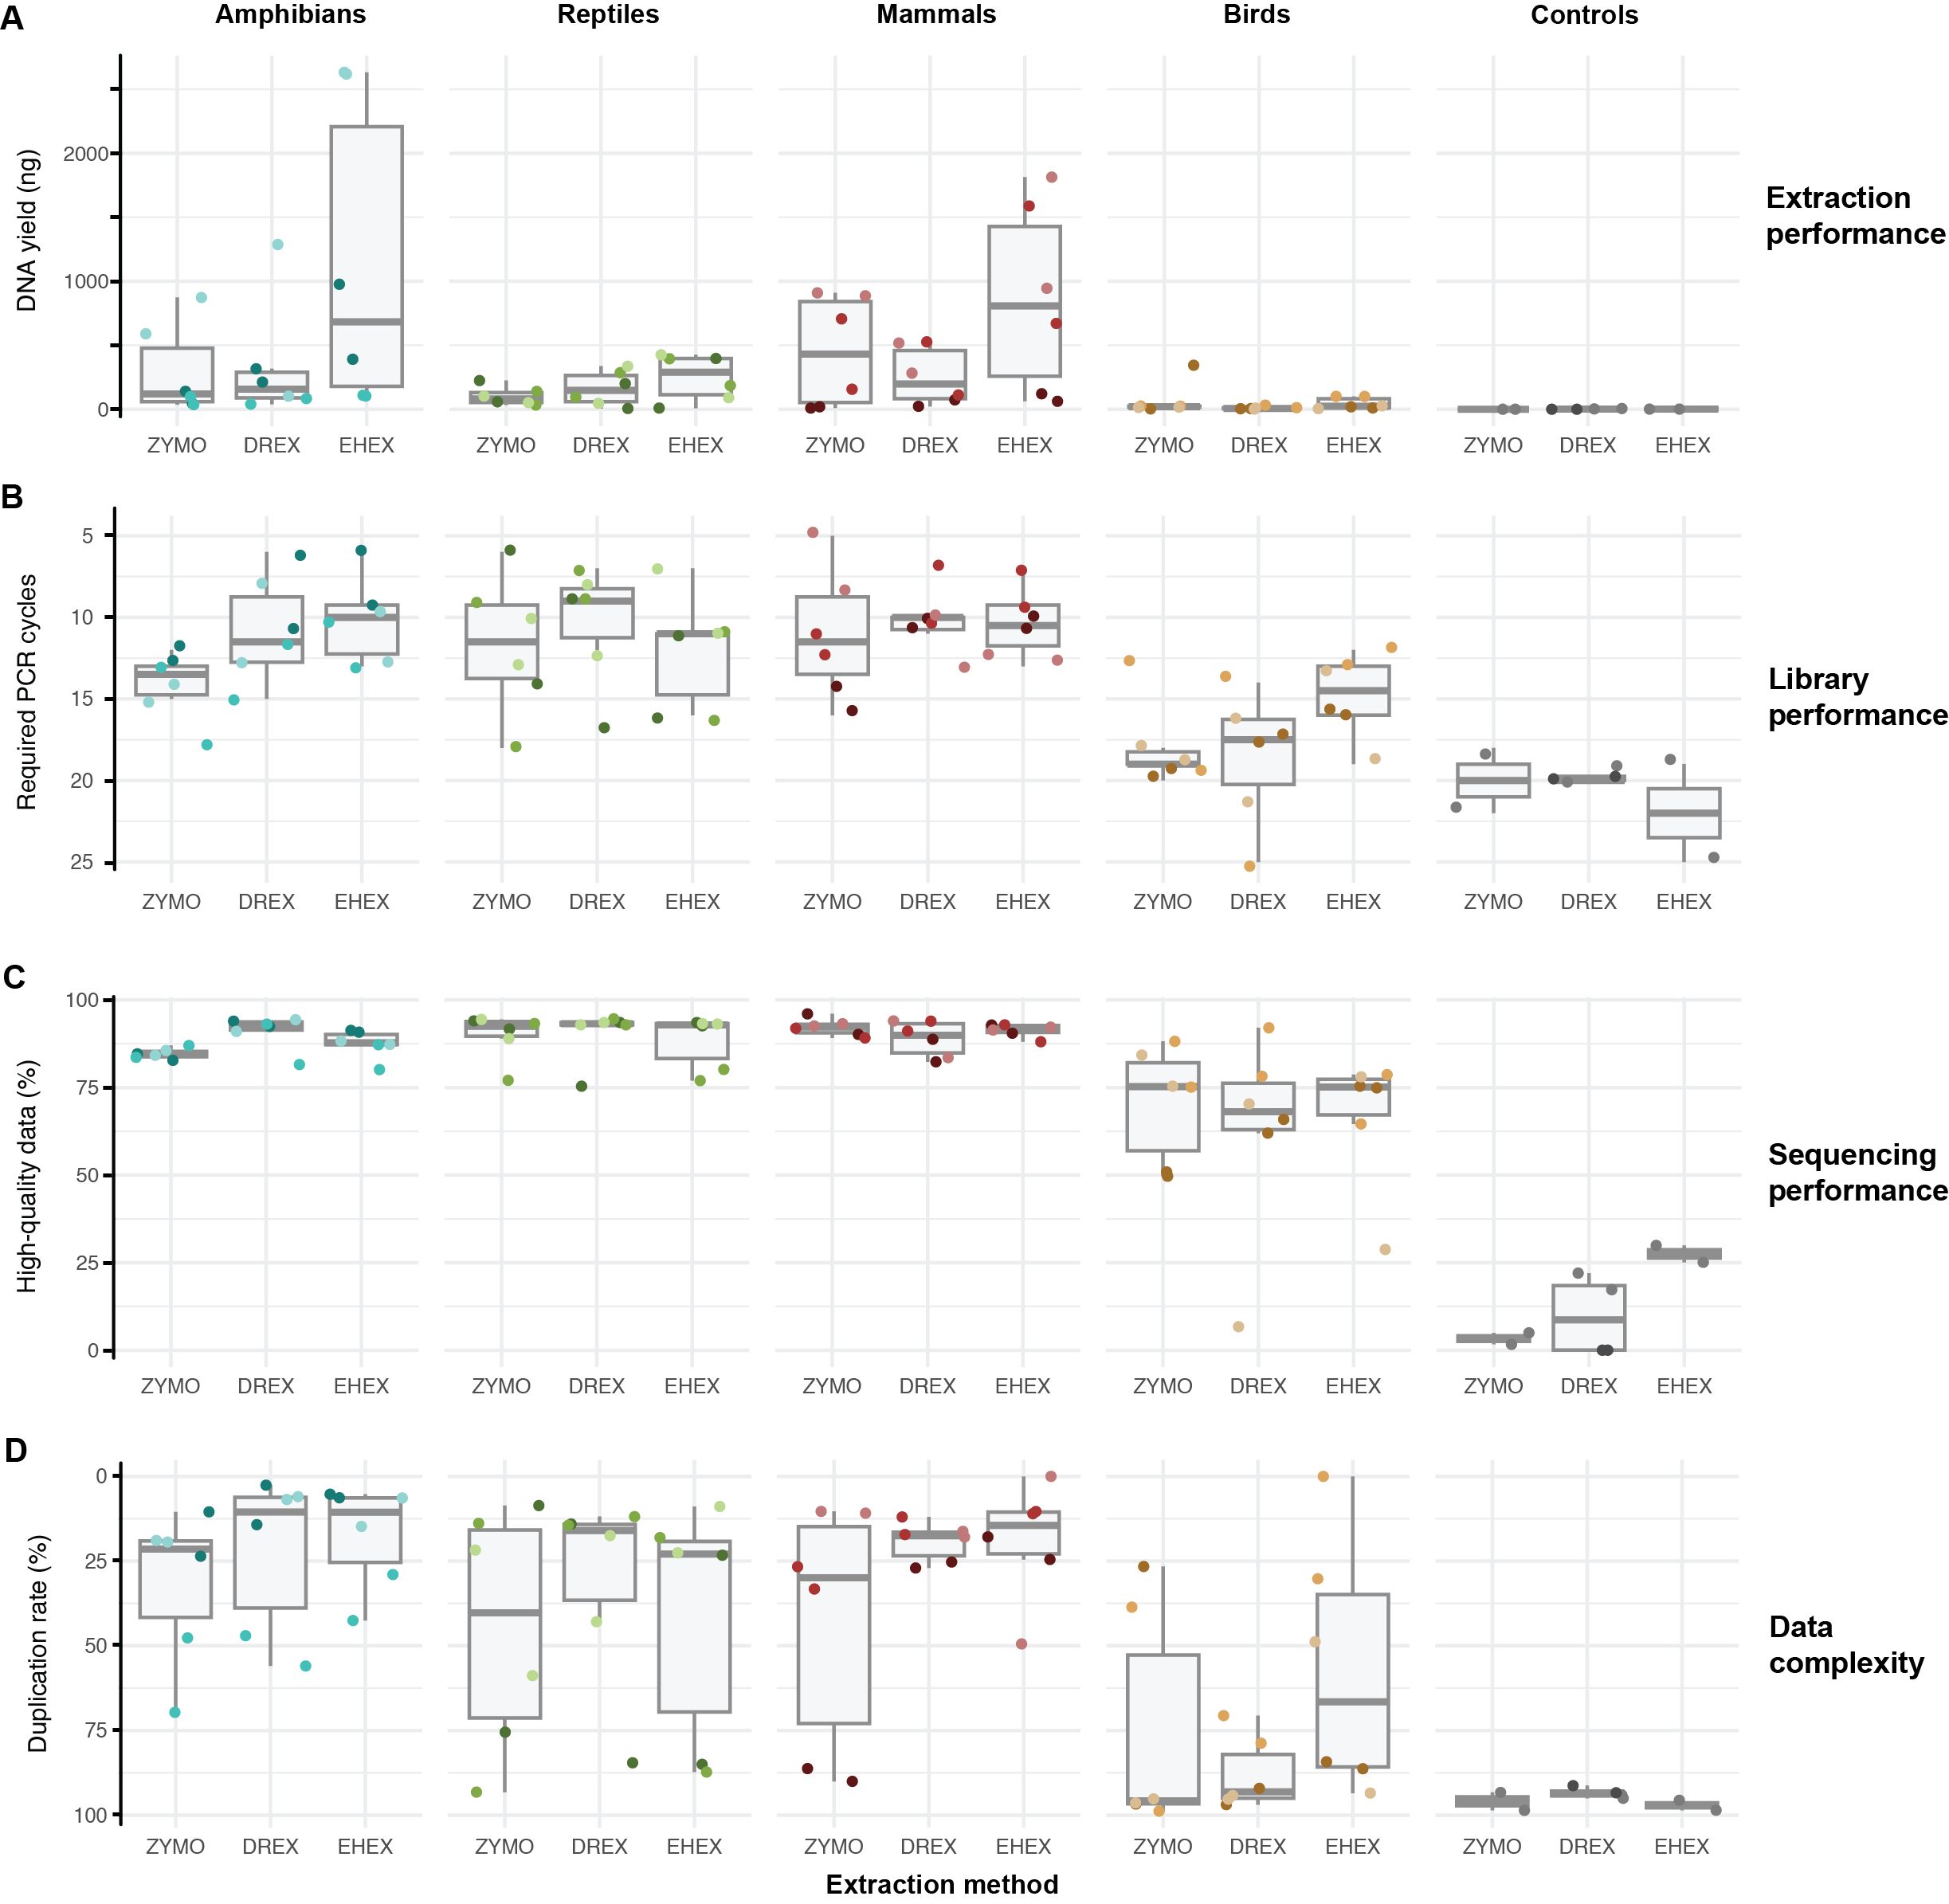 A
Amphibians Reptiles Mammals Birds Controls
DNA yield (ng)
2000
1000
0
Extraction
performance
ZYMO DREX EHEX ZYMO DREX EHEX ZYMO DREX EHEX ZYMO DREX EHEX ZYMO DREX EHEX
B
Required PCR cycles
5
10
15
20
25
Library
performance
ZYMO DREX EHEX ZYMO DREX EHEX ZYMO DREX EHEX ZYMO DREX EHEX ZYMO DREX EHEX
C
High-quality data (%)
100
75
50
25
0
Sequencing
performance
ZYMO DREX EHEX ZYMO DREX EHEX ZYMO DREX EHEX ZYMO DREX EHEX ZYMO DREX EHEX
D
Duplication rate (%)
0
25
50
75
100
Data
complexity
ZYMO DREX EHEX ZYMO DREX EHEX ZYMO DREX EHEX ZYMO DREX EHEX ZYMO DREX EHEX
Extraction method